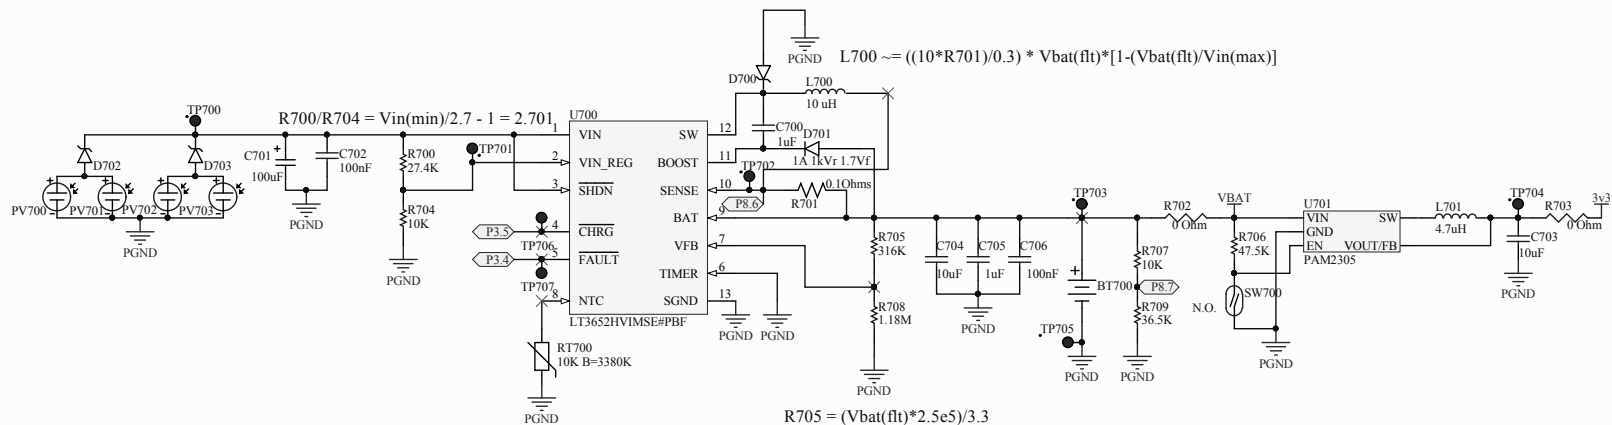 PGND
L700 ~= ((10*R701)/0.3) * Vbat(flt)*[1-(Vbat(flt)/Vin(max)]
D700
L700
10 uH
TP700
R700/R704 = Vin(min)/2.7 - 1 = 2.701
U700
1 VIN
2 VIN_REG
3 SHDN
4 CHRG
5 FAULT
8 NTC
SW 12
BOOST 11
SENSE 10
BAT 9
VFB 7
TIMER 6
SGND 13
LT3652HVIMSE#PBF
C700
1uF
D701
1A 1kVr 1.7Vf
TP702
P8.6
0.1Ohms
R701
D702
D703
PV700
PV701
PV702
PV703
PGND
C701
100uF
C702
100nF
PGND
R700
27.4K
TP701
R704
10K
PGND
P3.5
TP706
P3.4
TP707
RT700
10K B=3380K
PGND
PGND
PGND
R705
316K
R708
1.18M
PGND
R705 = (Vbat(flt)*2.5e5)/3.3
C704
10uF
C705
1uF
C706
100nF
PGND
TP703
BT700
TP705
PGND
R707
10K
P8.7
R709
36.5K
PGND
R702
0 Ohm
VBAT
R706
47.5K
SW700
N.O.
PGND
U701
VIN
GND
EN
SW
VOUT/FB
PAM2305
L701
4.7uH
TP704
C703
10uF
PGND
R703
0 Ohm
3v3